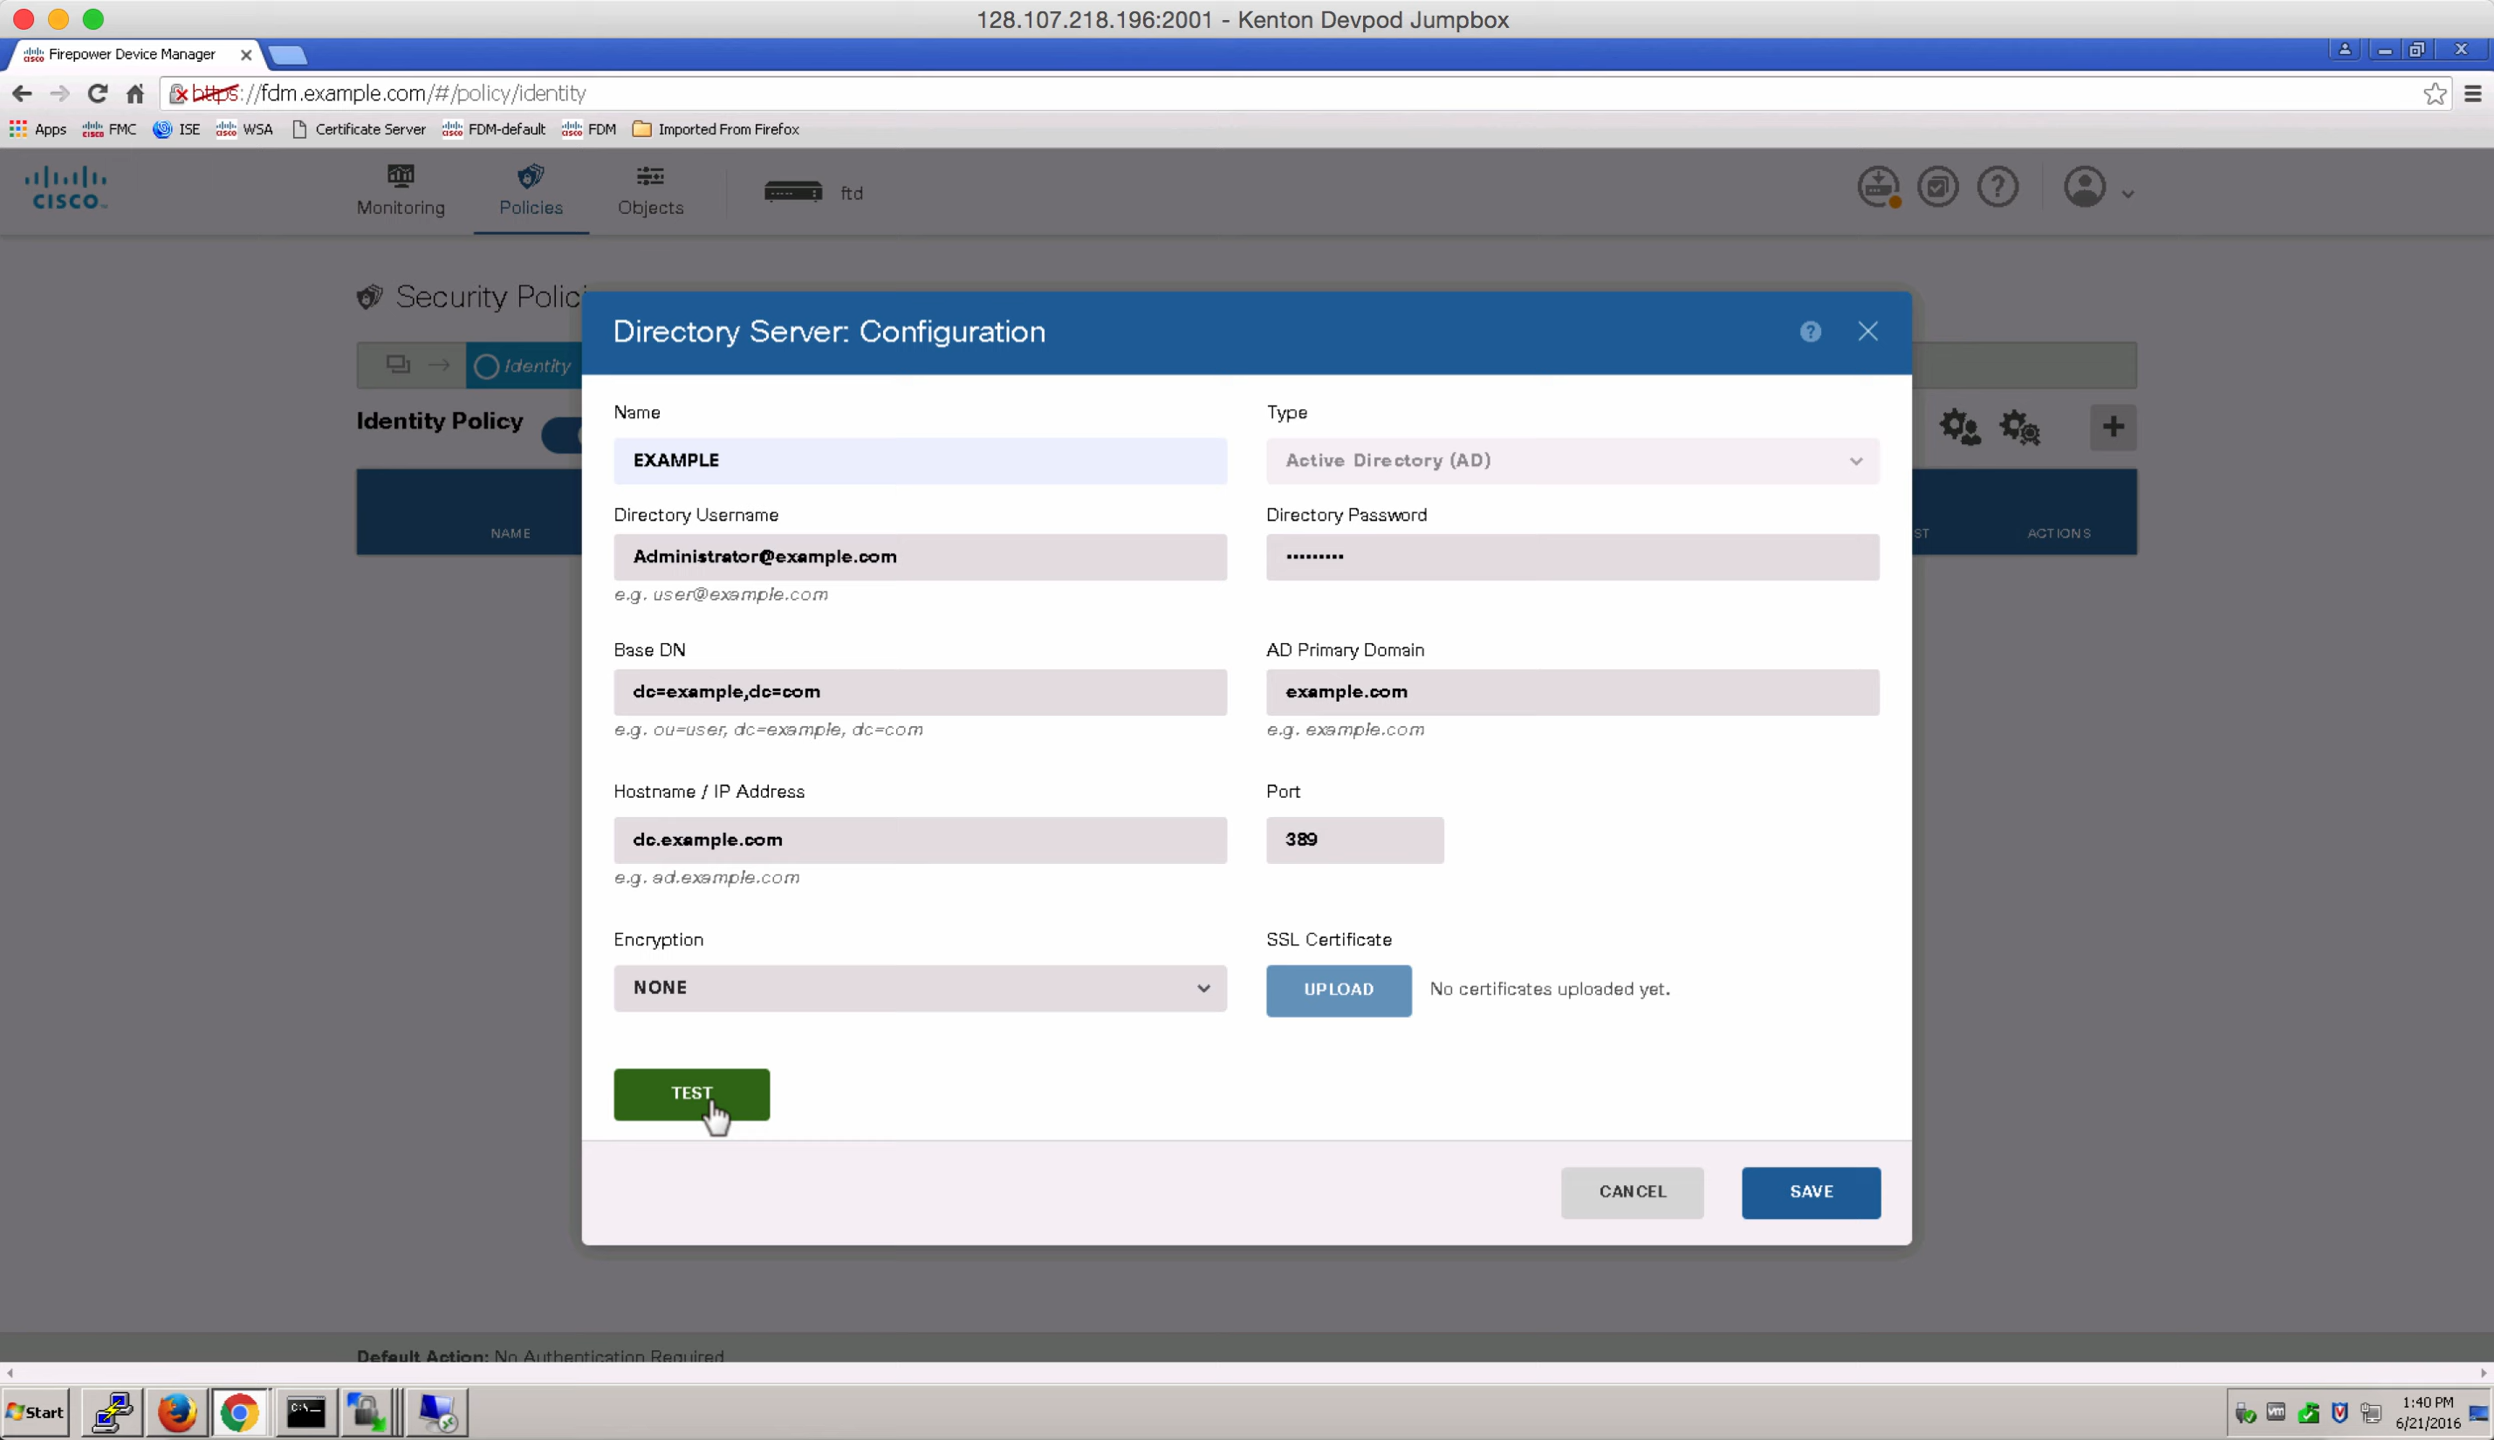 128.107.218.196:2001 - Kenton Devpod Jumpbox
Firepower Device Manager
https://fdm.example.com/#/policy/identity
Apps FMC ISE WSA Certificate Server FDM-default FDM Imported From Firefox
CISCO
Monitoring Policies Objects ftd
Security Polici
Directory Server: Configuration
Identity
Identity Policy
NAME
ST
ACTIONS
Name
EXAMPLE
Type
Active Directory (AD)
Directory Username
Administrator@example.com
e.g. user@example.com
Directory Password
•••••••••
Base DN
dc=example,dc=com
e.g. ou=user, dc=example, dc=com
AD Primary Domain
example.com
e.g. example.com
Hostname / IP Address
dc.example.com
e.g. ad.example.com
Port
389
Encryption
NONE
SSL Certificate
UPLOAD No certificates uploaded yet.
TEST
CANCEL SAVE
Default Action: No Authentication Required
Start
1:40 PM
6/21/2016